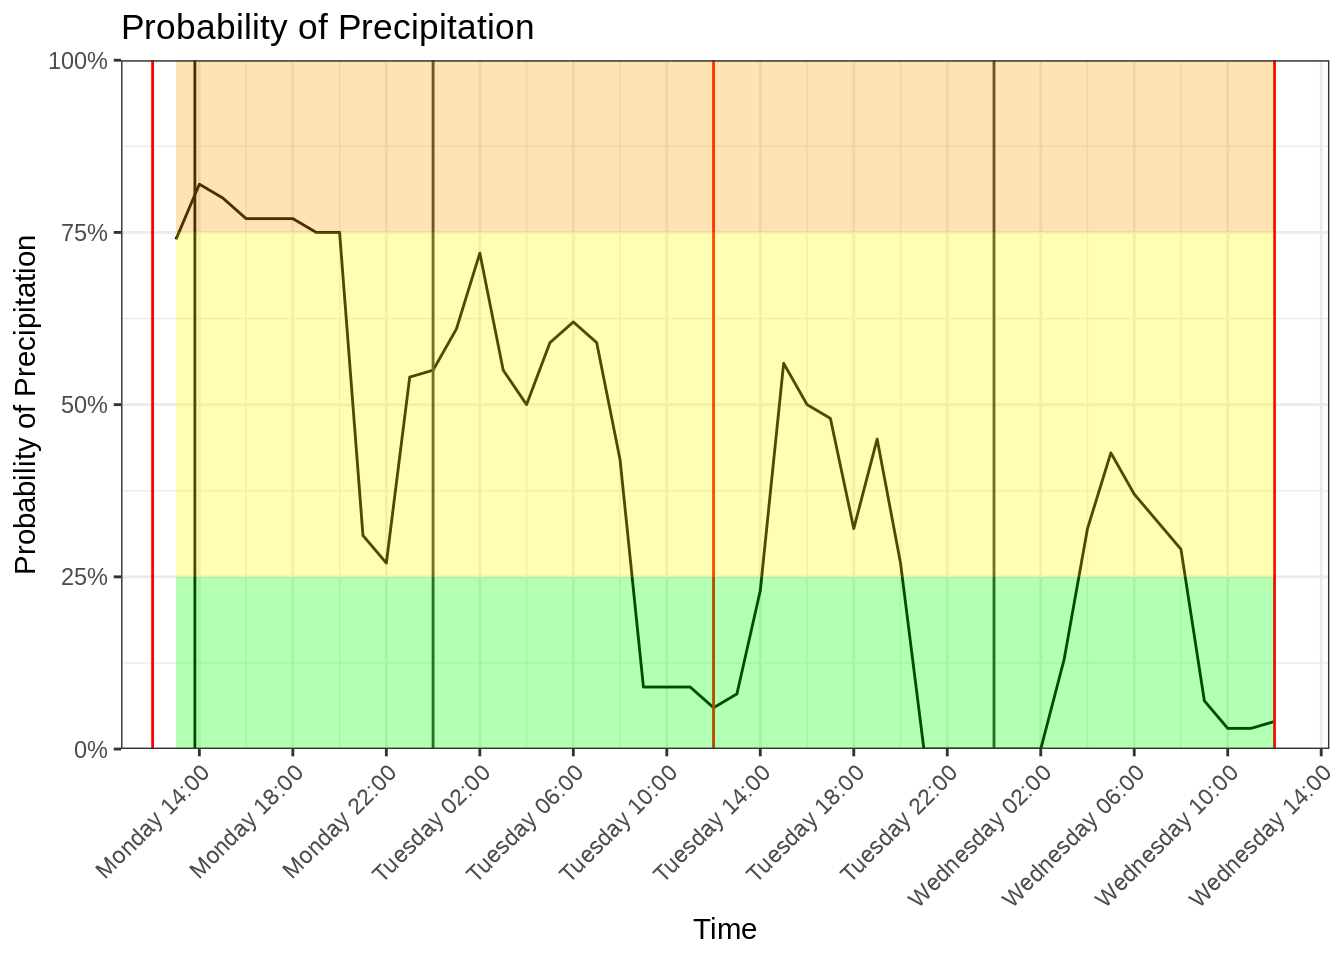 Probability of Precipitation
Probability of Precipitation
100%
75%
50%
25%
0%
Monday 14:00
Monday 18:00
Monday 22:00
Tuesday 02:00
Tuesday 06:00
Tuesday 10:00
Tuesday 14:00
Tuesday 18:00
Tuesday 22:00
Wednesday 02:00
Wednesday 06:00
Wednesday 10:00
Wednesday 14:00
Time